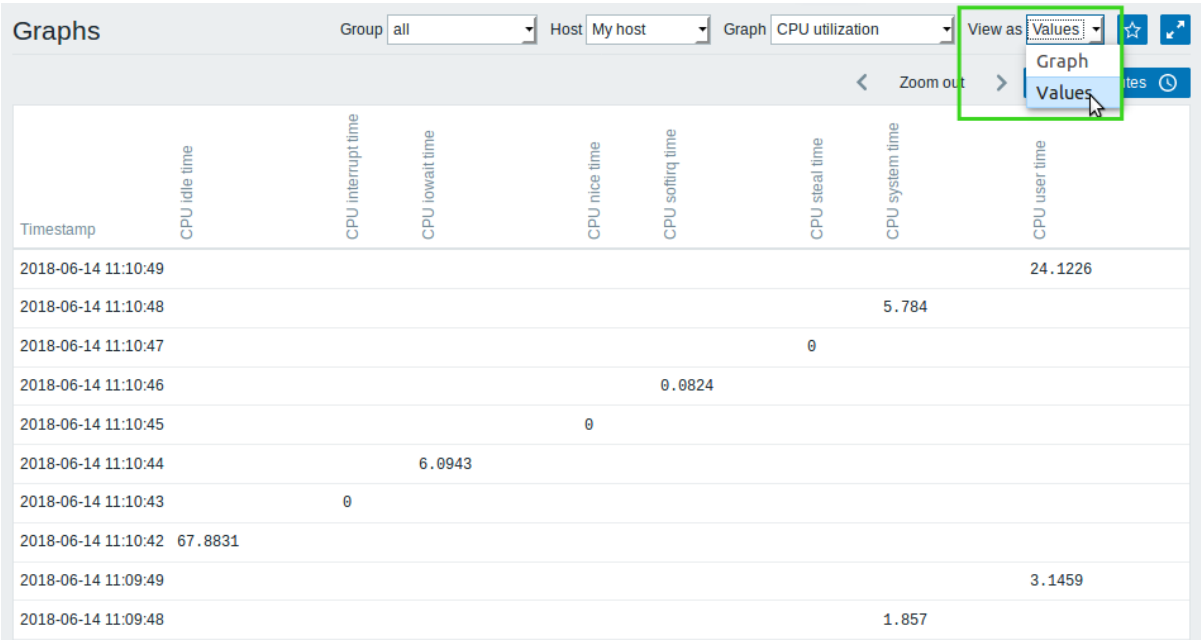 Graphs Group all Host My host Graph CPU utilization View as Values
Graph
Zoom out Values
Timestamp CPU idle time CPU interrupt time CPU iowait time CPU nice time CPU softirq time CPU steal time CPU system time CPU user time
2018-06-14 11:10:49 24.1226
2018-06-14 11:10:48 5.784
2018-06-14 11:10:47 0
2018-06-14 11:10:46 0.0824
2018-06-14 11:10:45 0
2018-06-14 11:10:44 6.0943
2018-06-14 11:10:43 0
2018-06-14 11:10:42 67.8831
2018-06-14 11:09:49 3.1459
2018-06-14 11:09:48 1.857